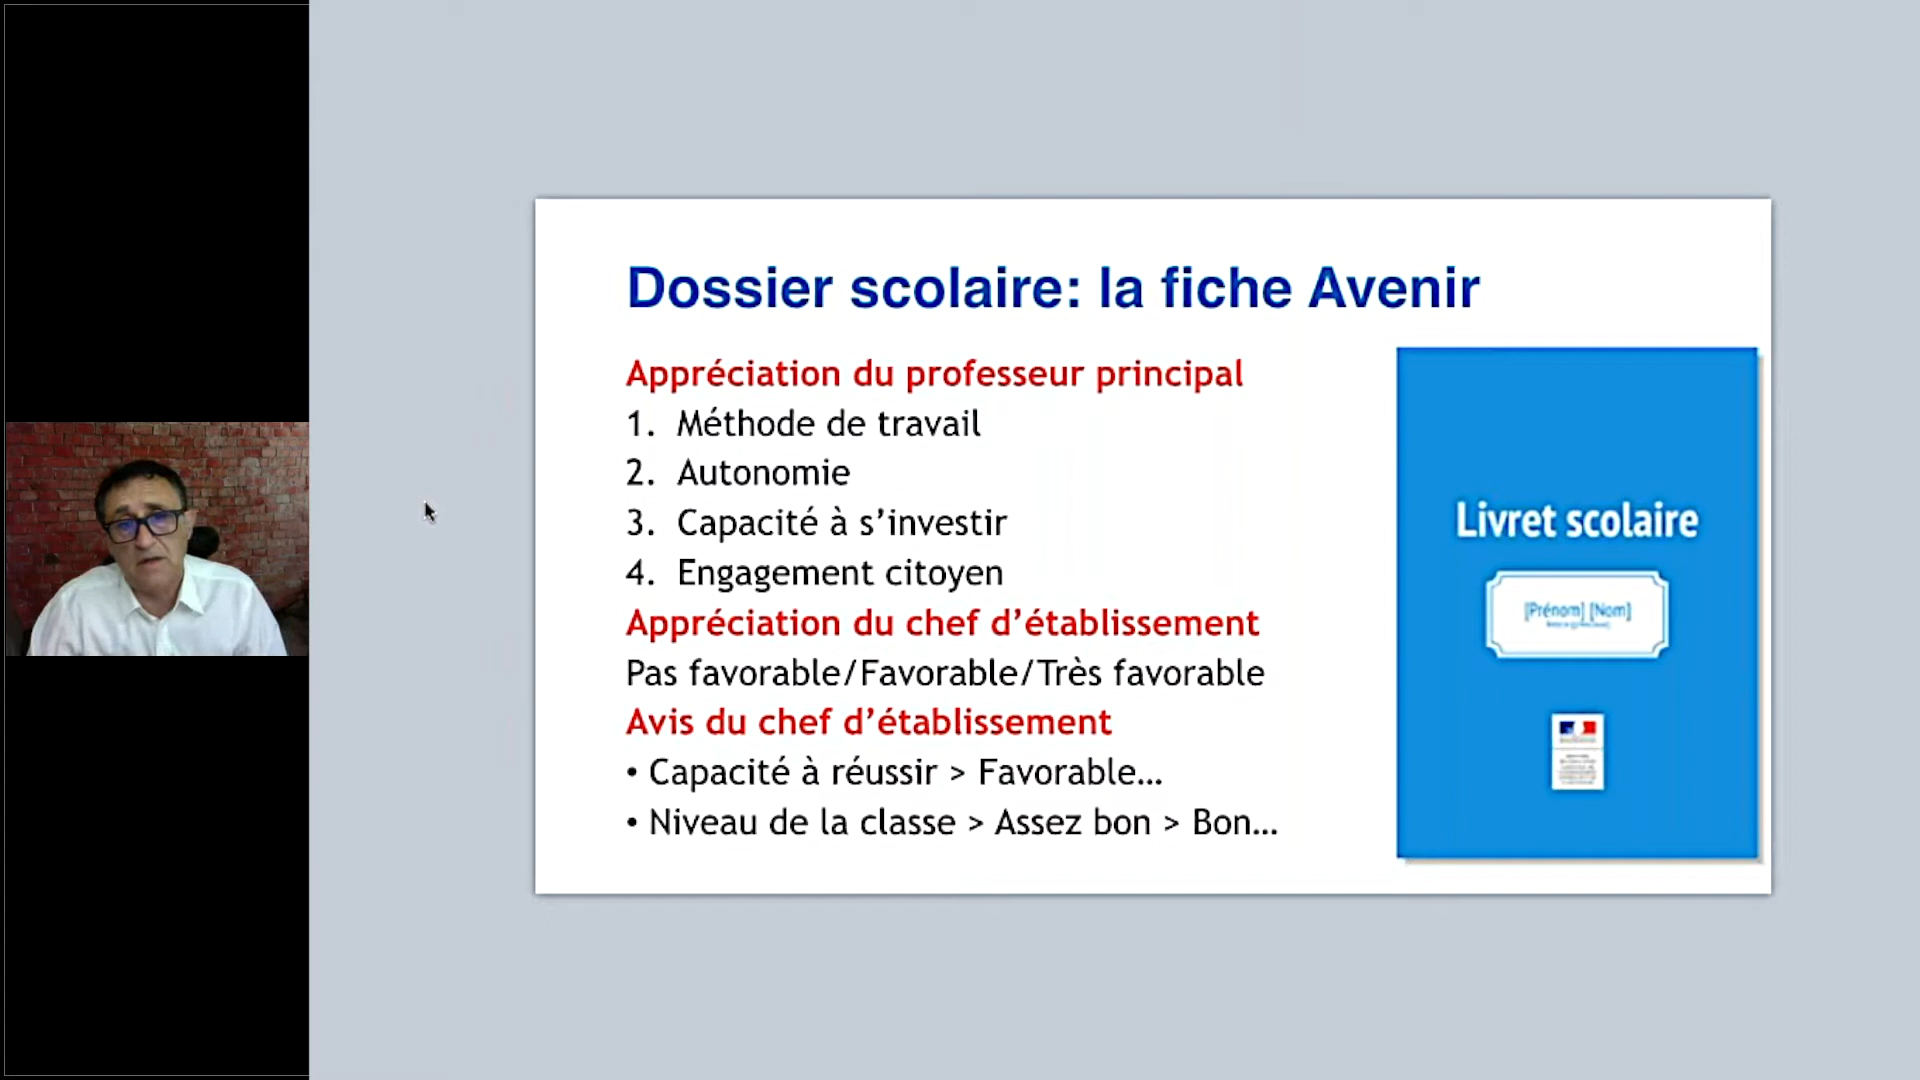 Dossier scolaire: la fiche Avenir
Appréciation du professeur principal
1. Méthode de travail
2. Autonomie
3. Capacité à s’investir
4. Engagement citoyen
Appréciation du chef d’établissement
Pas favorable/Favorable/Très favorable
Avis du chef d’établissement
• Capacité à réussir > Favorable…
• Niveau de la classe > Assez bon > Bon…
Livret scolaire
[Prénom] [Nom]